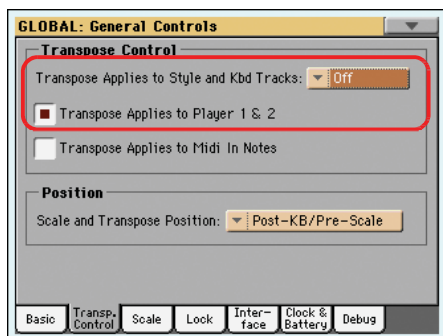 GLOBAL: General Controls
Transpose Control
Transpose Applies to Style and Kbd Tracks: Off
Transpose Applies to Player 1 & 2
Transpose Applies to Midi In Notes
Position
Scale and Transpose Position: Post-KB/Pre-Scale
Basic Transp. Control Scale Lock Inter-face Clock & Battery Debug